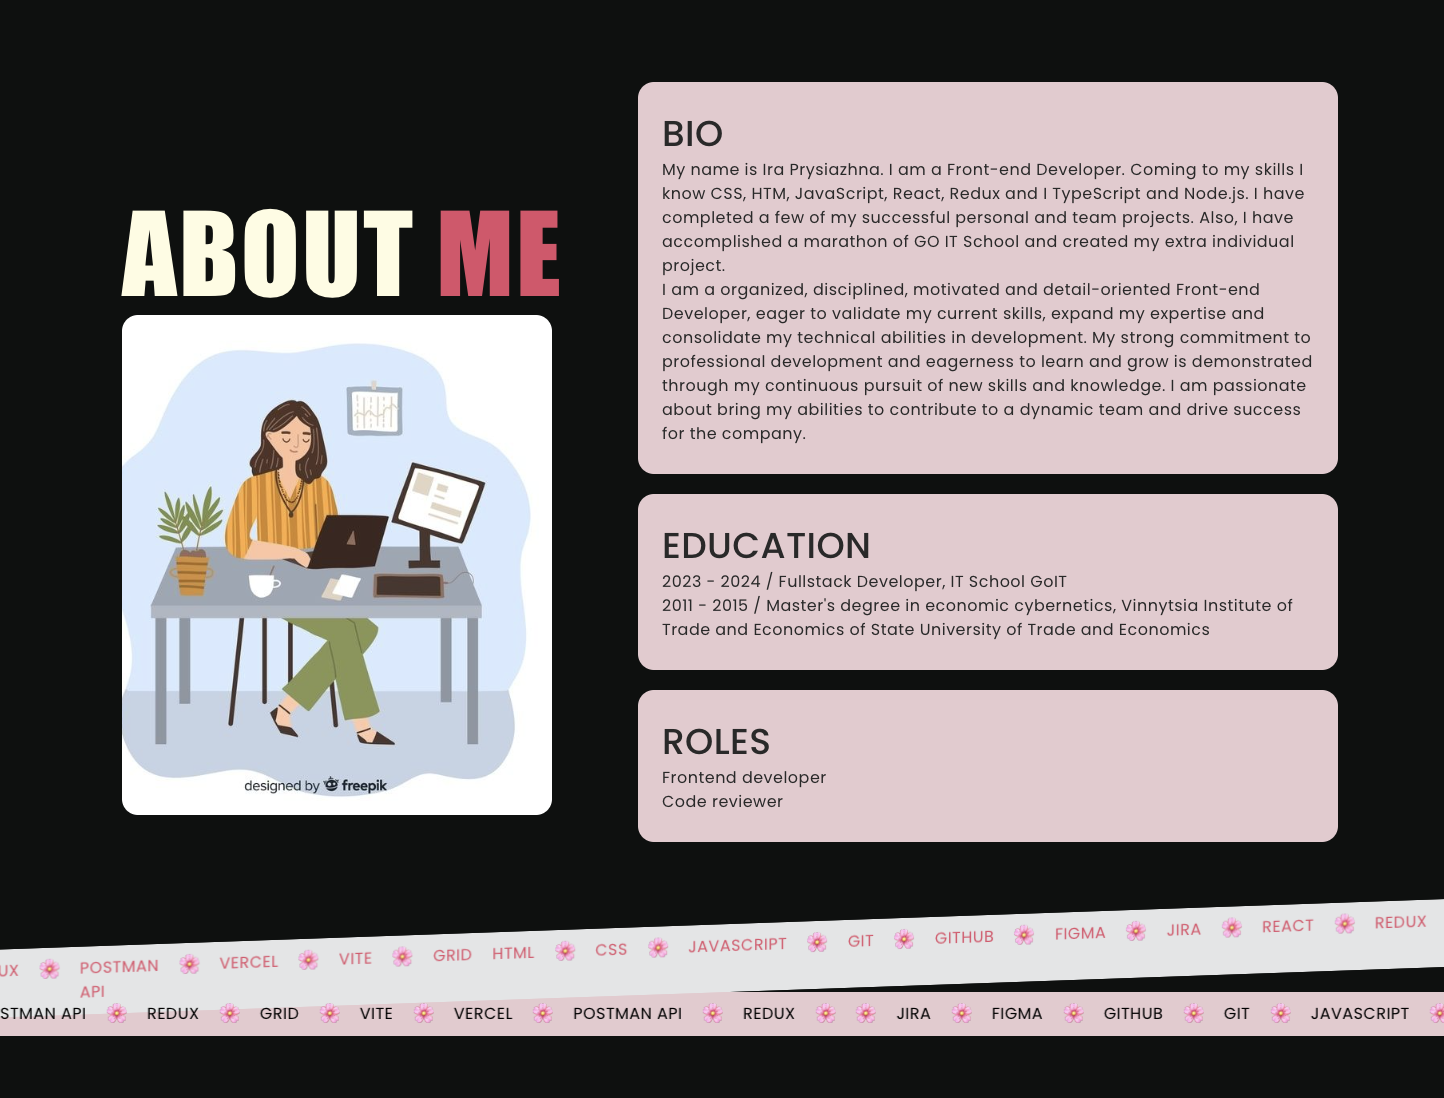 ABOUT ME
designed by freepik
BIO
My name is Ira Prysiazhna. I am a Front-end Developer. Coming to my skills I
know CSS, HTM, JavaScript, React, Redux and I TypeScript and Node.js. I have
completed a few of my successful personal and team projects. Also, I have
accomplished a marathon of GO IT School and created my extra individual
project.
I am a organized, disciplined, motivated and detail-oriented Front-end
Developer, eager to validate my current skills, expand my expertise and
consolidate my technical abilities in development. My strong commitment to
professional development and eagerness to learn and grow is demonstrated
through my continuous pursuit of new skills and knowledge. I am passionate
about bring my abilities to contribute to a dynamic team and drive success
for the company.
EDUCATION
2023 - 2024 / Fullstack Developer, IT School GoIT
2011 - 2015 / Master's degree in economic cybernetics, Vinnytsia Institute of
Trade and Economics of State University of Trade and Economics
ROLES
Frontend developer
Code reviewer
UX 🌸 POSTMAN 🌸 VERCEL 🌸 VITE 🌸 GRID HTML 🌸 CSS 🌸 JAVASCRIPT 🌸 GIT 🌸 GITHUB 🌸 FIGMA 🌸 JIRA 🌸 REACT 🌸 REDUX
API
STMAN API 🌸 REDUX 🌸 GRID 🌸 VITE 🌸 VERCEL 🌸 POSTMAN API 🌸 REDUX 🌸 🌸 JIRA 🌸 FIGMA 🌸 GITHUB 🌸 GIT 🌸 JAVASCRIPT 🌸